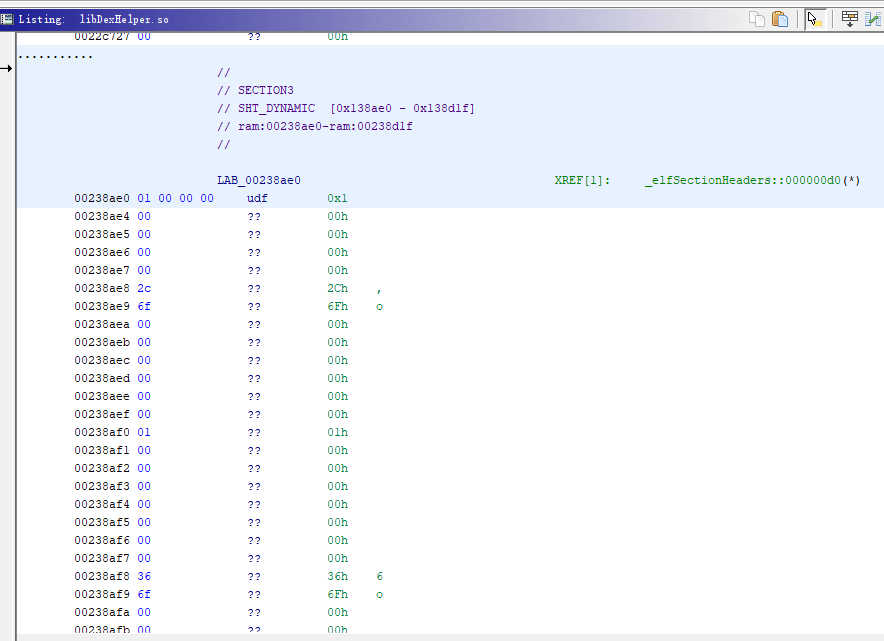 Listing: libDexHelper.so
0022c727 00 ?? 00h
...........
//
// SECTION3
// SHT_DYNAMIC [0x138ae0 - 0x138d1f]
// ram:00238ae0-ram:00238d1f
//
LAB_00238ae0 XREF[1]: _elfSectionHeaders::000000d0(*)
00238ae0 01 00 00 00 udf 0x1
00238ae4 00 ?? 00h
00238ae5 00 ?? 00h
00238ae6 00 ?? 00h
00238ae7 00 ?? 00h
00238ae8 2c ?? 2Ch ,
00238ae9 6f ?? 6Fh o
00238aea 00 ?? 00h
00238aeb 00 ?? 00h
00238aec 00 ?? 00h
00238aed 00 ?? 00h
00238aee 00 ?? 00h
00238aef 00 ?? 00h
00238af0 01 ?? 01h
00238af1 00 ?? 00h
00238af2 00 ?? 00h
00238af3 00 ?? 00h
00238af4 00 ?? 00h
00238af5 00 ?? 00h
00238af6 00 ?? 00h
00238af7 00 ?? 00h
00238af8 36 ?? 36h 6
00238af9 6f ?? 6Fh o
00238afa 00 ?? 00h
00238afb 00 ?? 00h